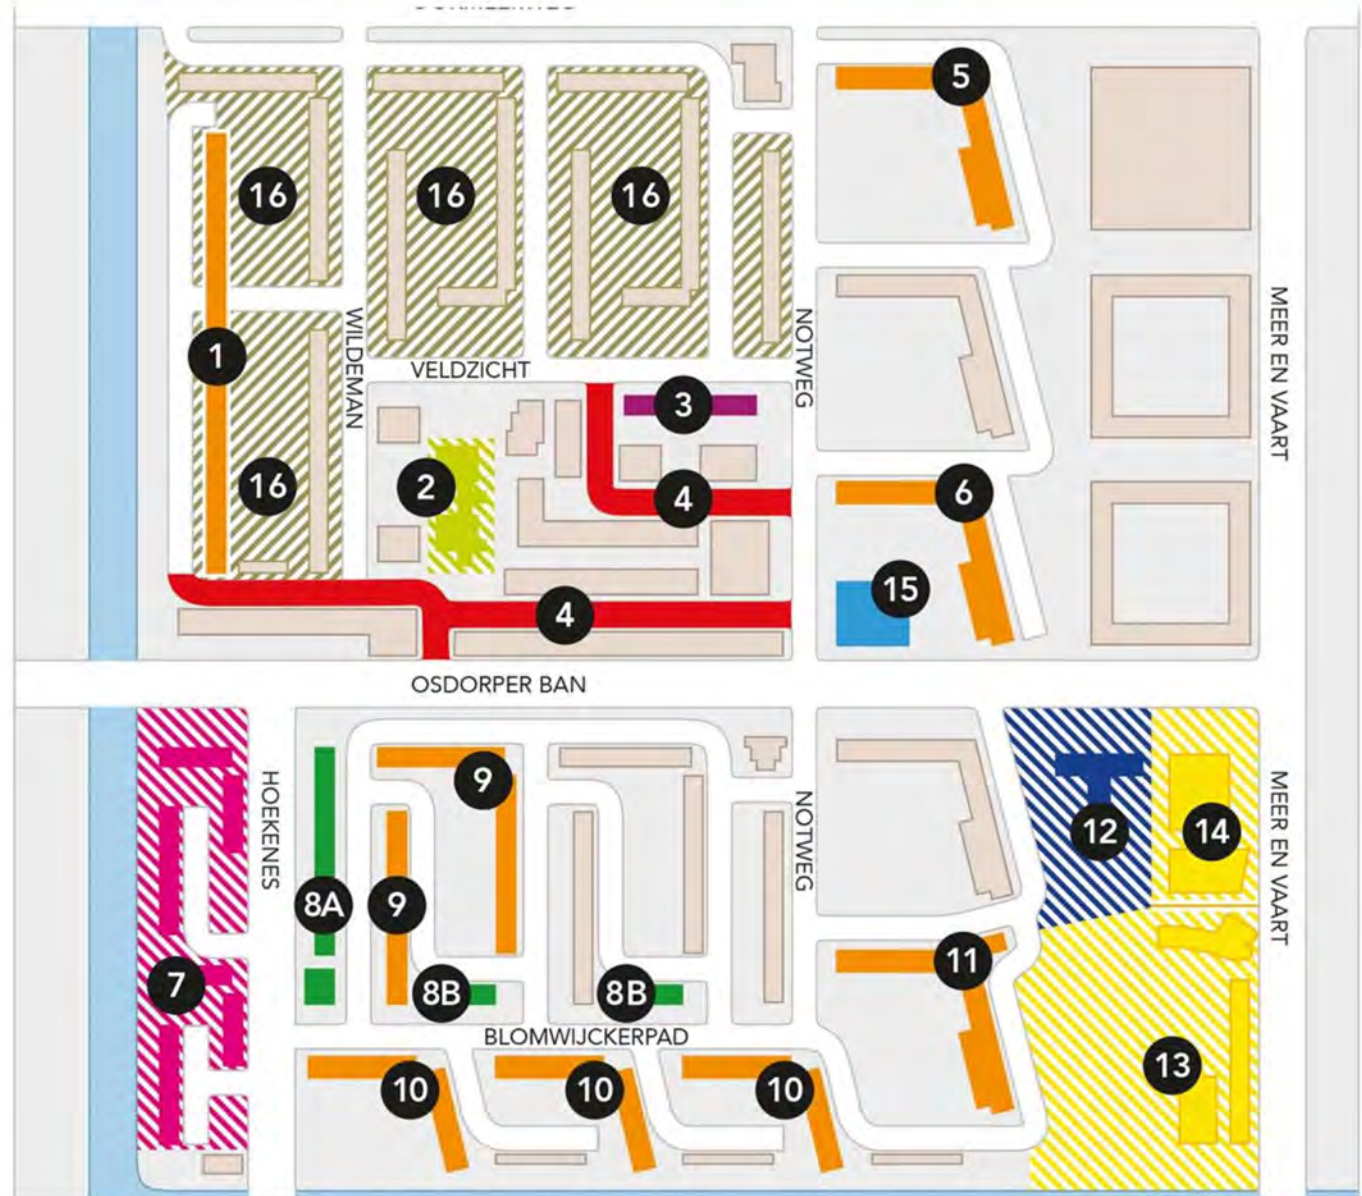 5
16
16
16
1
WILDEMAN
NOTWEG
MEER EN VAART
VELDZICHT
3
2
16
4
6
15
4
OSDORPER BAN
HOEKENES
9
NOTWEG
12
14
MEER EN VAART
8A
9
11
7
8B
8B
BLOMWIJCKERPAD
13
10
10
10